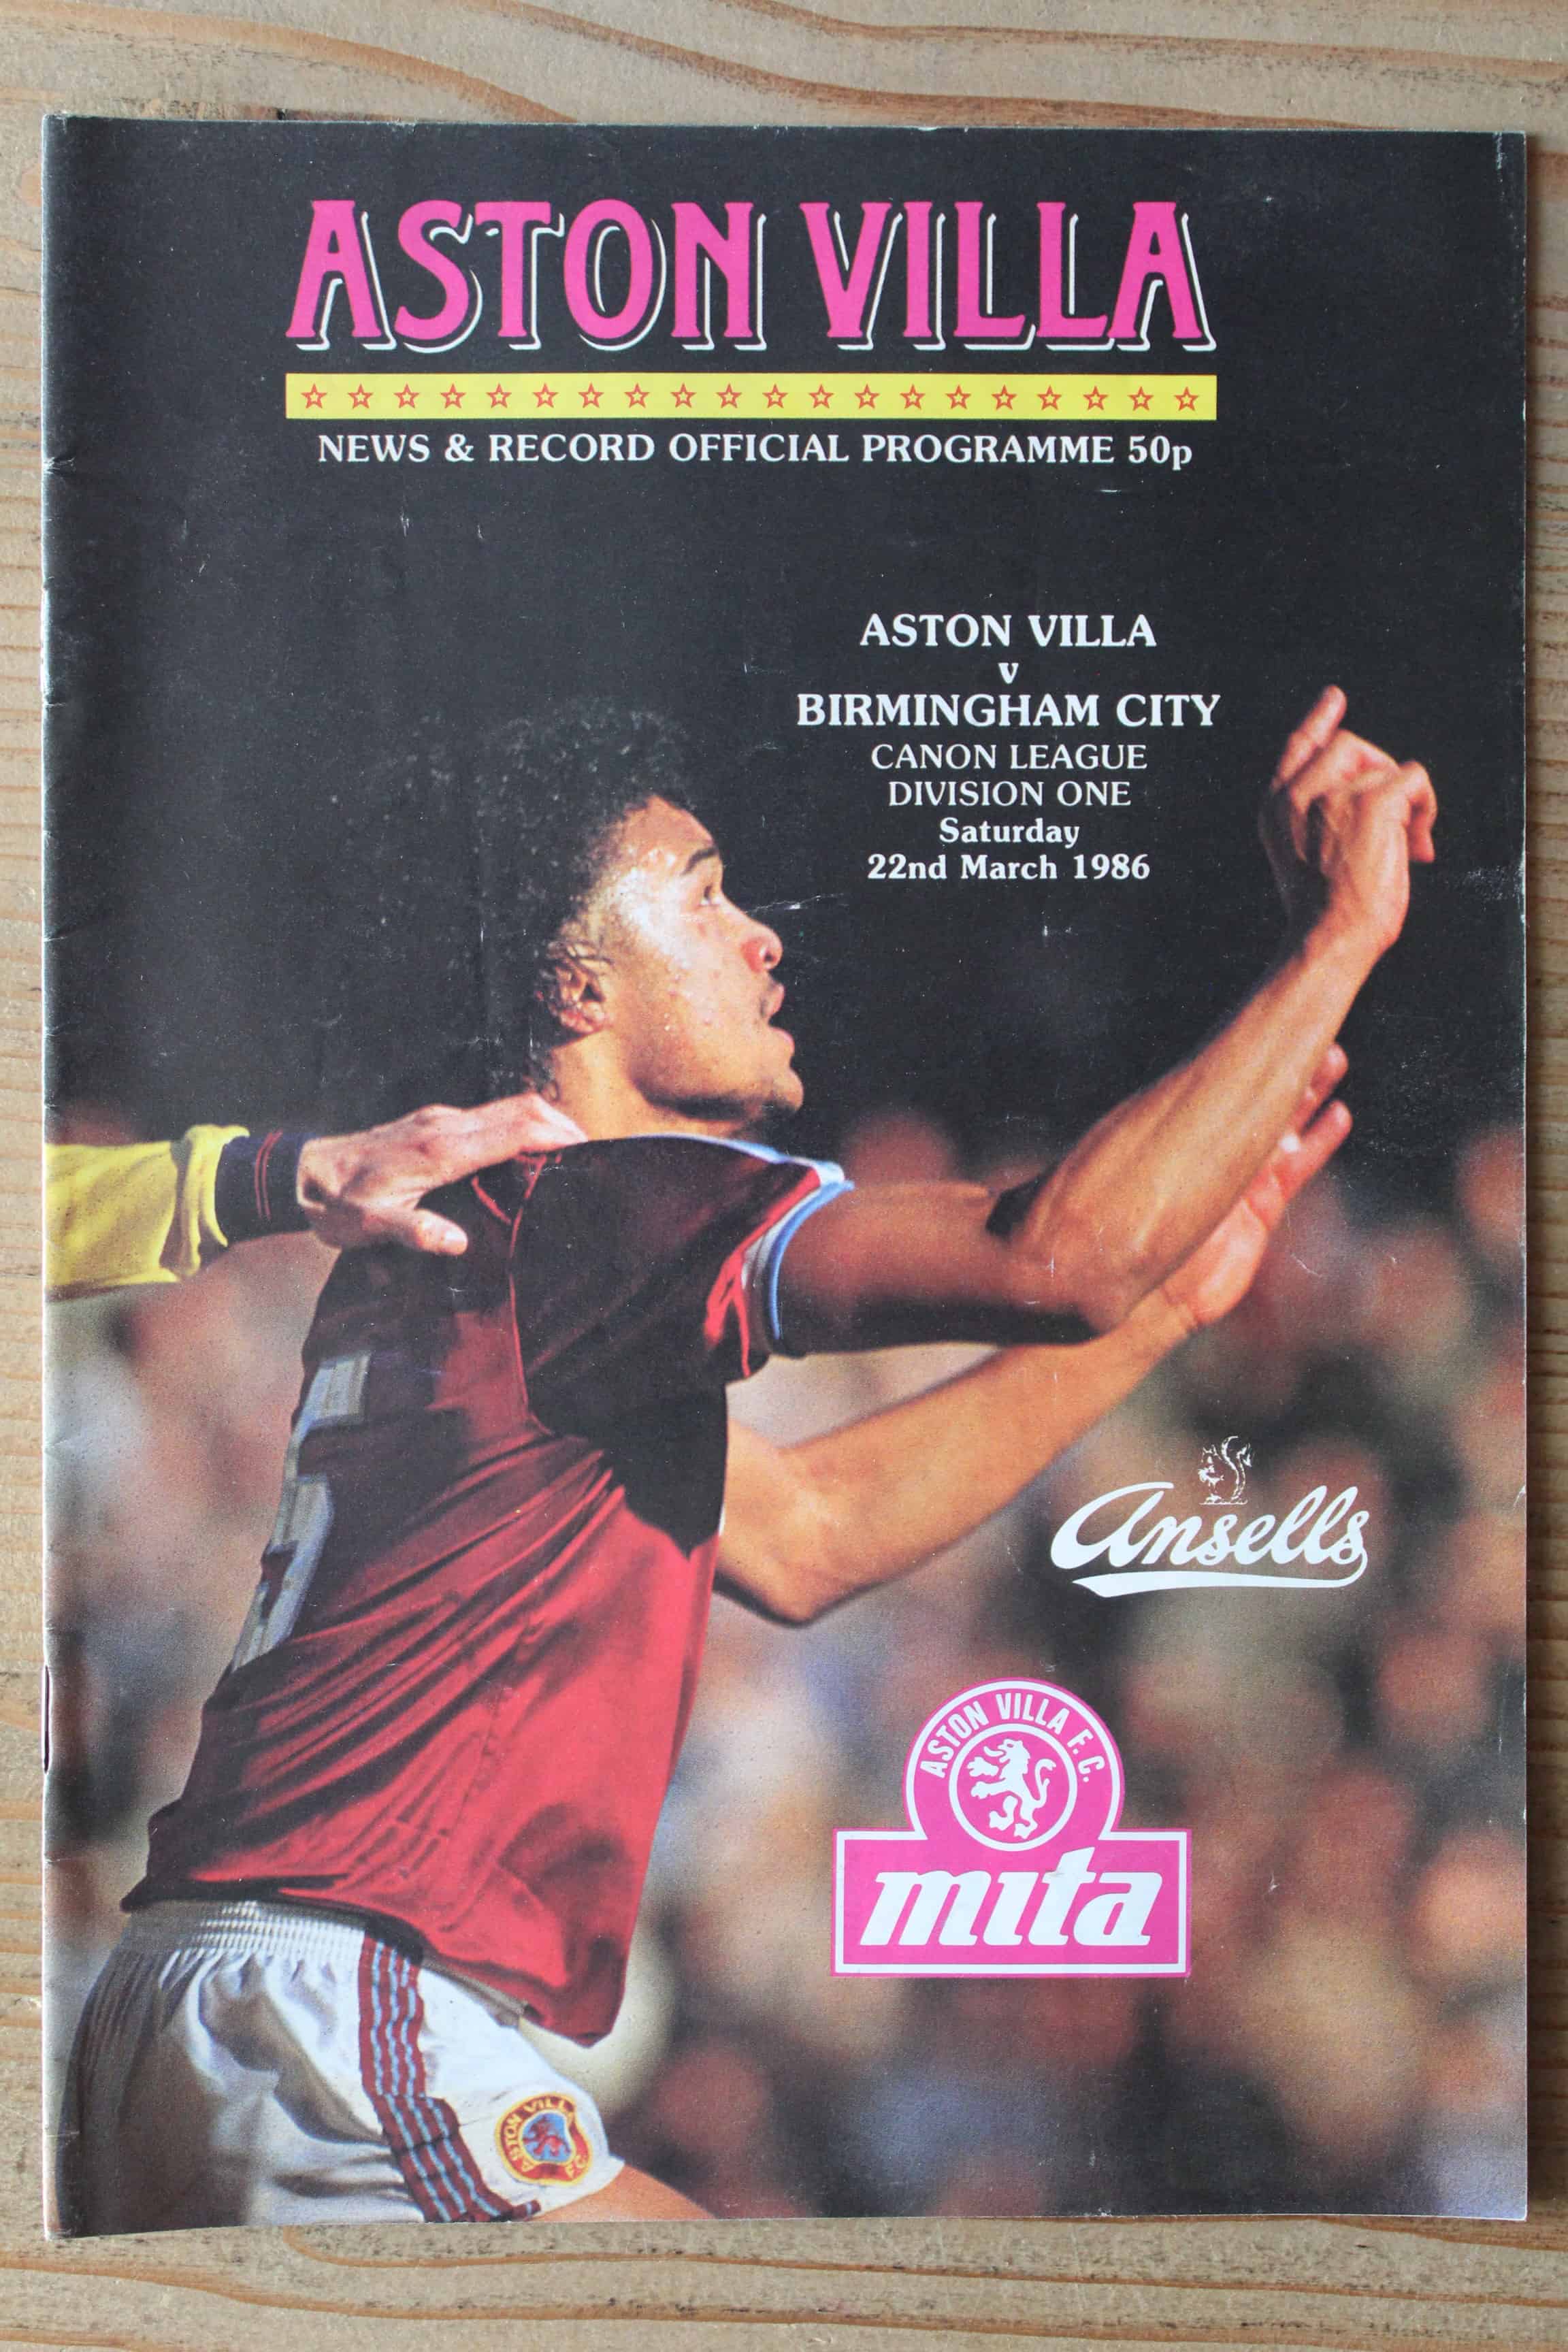 ASTON VILLA
☆ ☆ ☆ ☆ ☆ ☆ ☆ ☆ ☆ ☆ ☆ ☆ ☆ ☆ ☆ ☆ ☆ ☆ ☆ ☆
NEWS & RECORD OFFICIAL PROGRAMME 50p
ASTON VILLA
v
BIRMINGHAM CITY
CANON LEAGUE
DIVISION ONE
Saturday
22nd March 1986
Ansells
ASTON VILLA F.C.
mita
ASTON VILLA F.C.